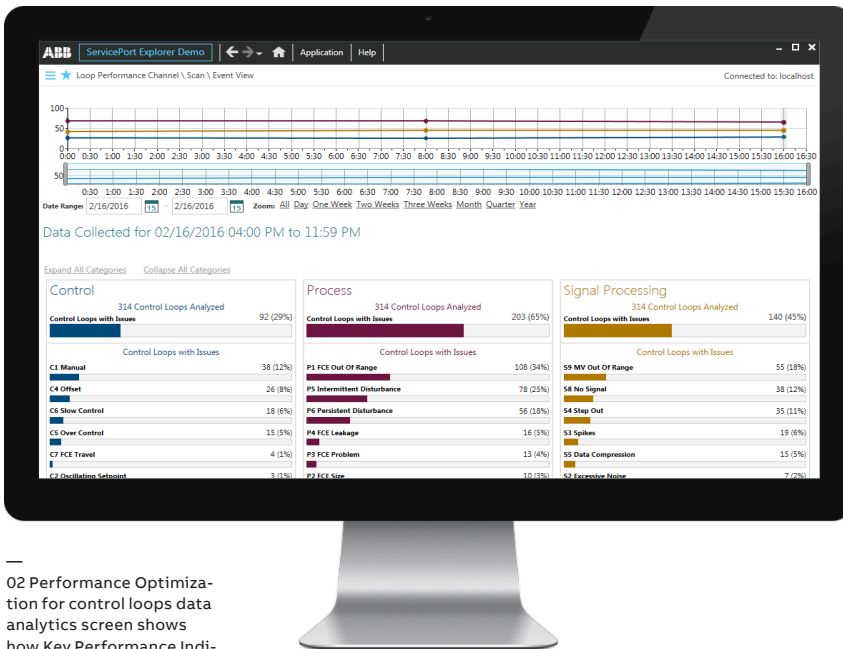 ABB ServicePort Explorer Demo Application Help
Loop Performance Channel \ Scan \ Event View Connected to: localhost
100
50
0
0:00 0:30 1:00 1:30 2:00 2:30 3:00 3:30 4:00 4:30 5:00 5:30 6:00 6:30 7:00 7:30 8:00 8:30 9:00 9:30 10:00 10:30 11:00 11:30 12:00 12:30 13:00 13:30 14:00 14:30 15:00 15:30 16:00 16:30
50
0:30 1:00 1:30 2:00 2:30 3:00 3:30 4:00 4:30 5:00 5:30 6:00 6:30 7:00 7:30 8:00 8:30 9:00 9:30 10:00 10:30 11:00 11:30 12:00 12:30 13:00 13:30 14:00 14:30 15:00 15:30 16:00
Date Range: 2/16/2016 15 - 2/16/2016 15 Zoom: All Day One Week Two Weeks Three Weeks Month Quarter Year
Data Collected for 02/16/2016 04:00 PM to 11:59 PM
Expand All Categories Collapse All Categories
Control
314 Control Loops Analyzed
Control Loops with Issues 92 (29%)
Control Loops with Issues
C1 Manual 38 (12%)
C4 Offset 26 (8%)
C6 Slow Control 18 (6%)
C5 Over Control 15 (5%)
C7 FCE Travel 4 (1%)
C2 Oscillating Setpoint 3 (1%)
Process
314 Control Loops Analyzed
Control Loops with Issues 203 (65%)
Control Loops with Issues
P1 FCE Out Of Range 108 (34%)
P5 Intermittent Disturbance 78 (25%)
P6 Persistent Disturbance 56 (18%)
P4 FCE Leakage 16 (5%)
P3 FCE Problem 13 (4%)
P2 FCE Size 10 (3%)
Signal Processing
314 Control Loops Analyzed
Control Loops with Issues 140 (45%)
Control Loops with Issues
S9 MV Out Of Range 55 (18%)
S8 No Signal 38 (12%)
S4 Step Out 35 (11%)
S3 Spikes 19 (6%)
S5 Data Compression 15 (5%)
S2 Excessive Noise 7 (2%)
—
02 Performance Optimiza-
tion for control loops data
analytics screen shows
how Key Performance Indi-